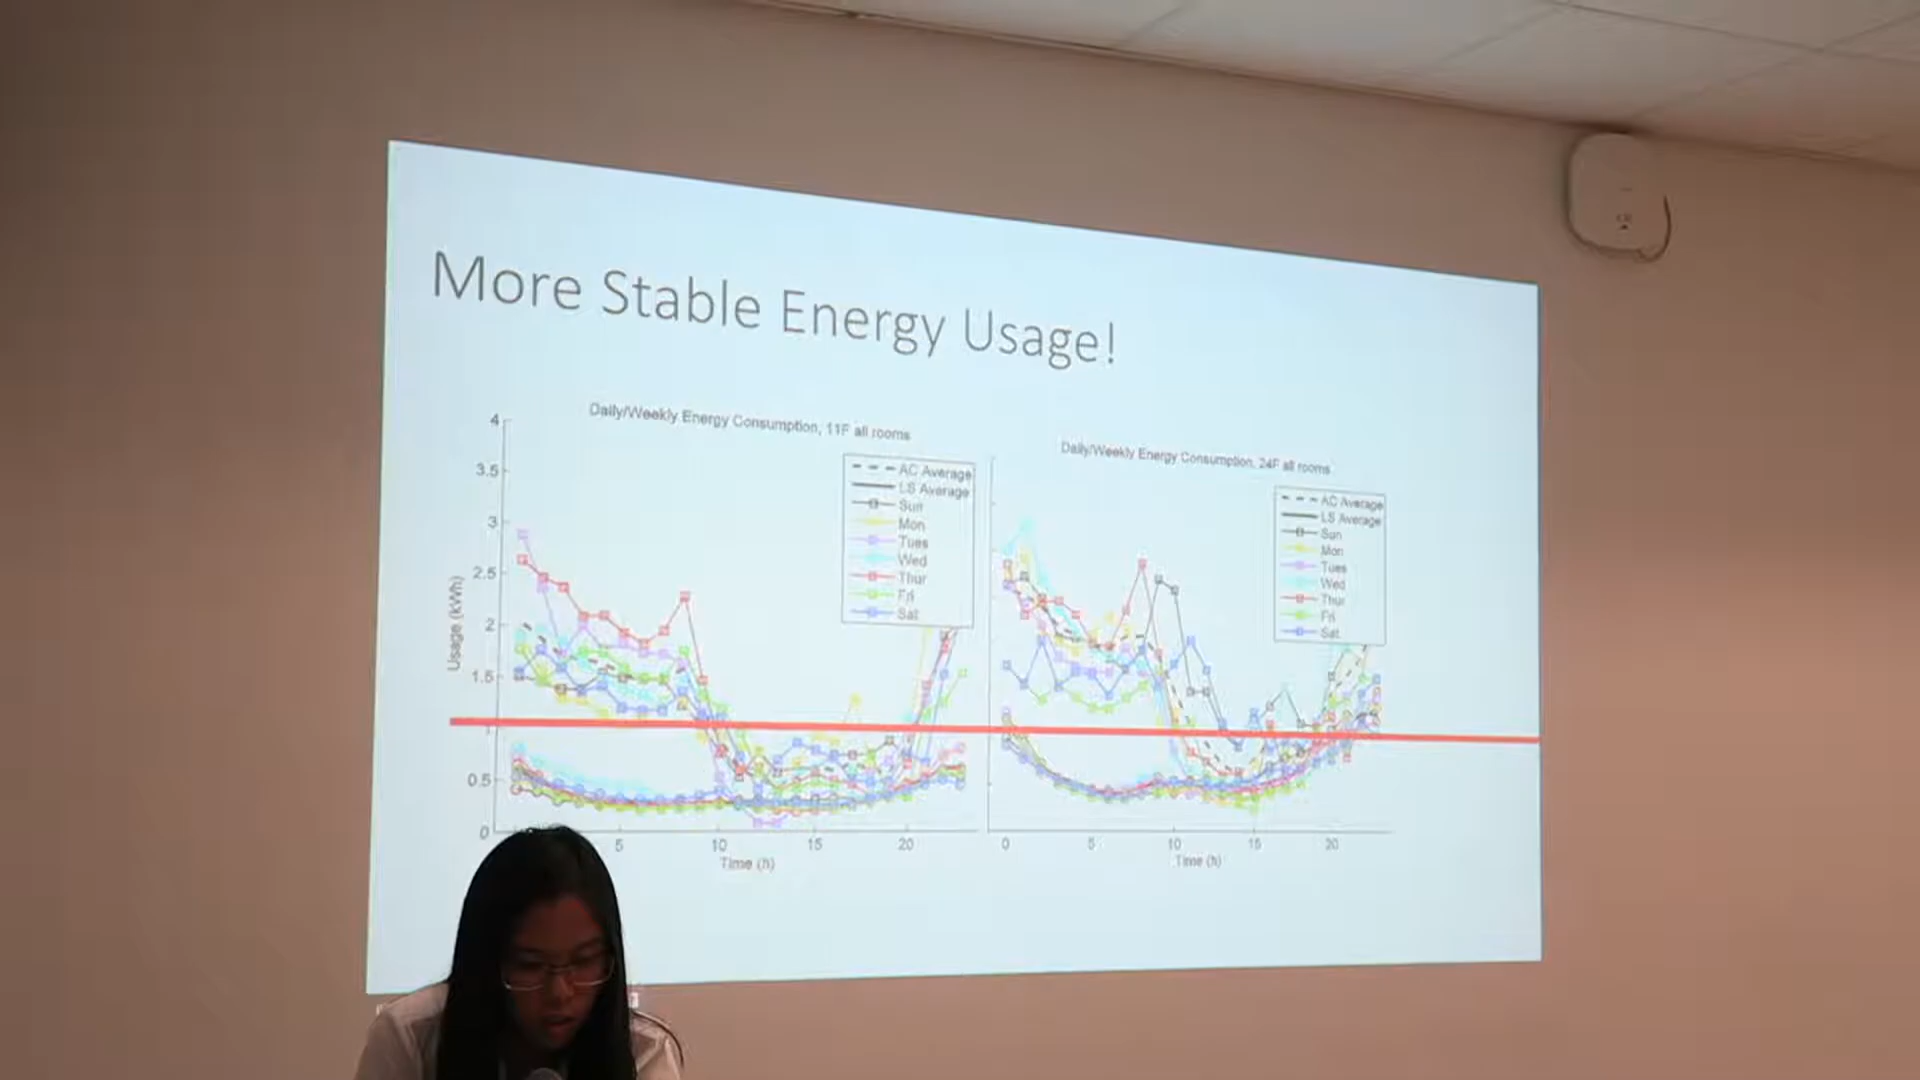 More Stable Energy Usage!
Daily/Weekly Energy Consumption, 11F all rooms
4
3.5
3
2.5
2
1.5
0.5
0
Usage (kWh)
AC Average
LS Average
Sun
Mon
Tues
Wed
Thur
Fri
Sat
5 10 15 20
Time (h)
Daily/Weekly Energy Consumption, 24F all rooms
AC Average
LS Average
Sun
Mon
Tues
Wed
Thur
Fri
Sat
0 5 10 15 20
Time (h)